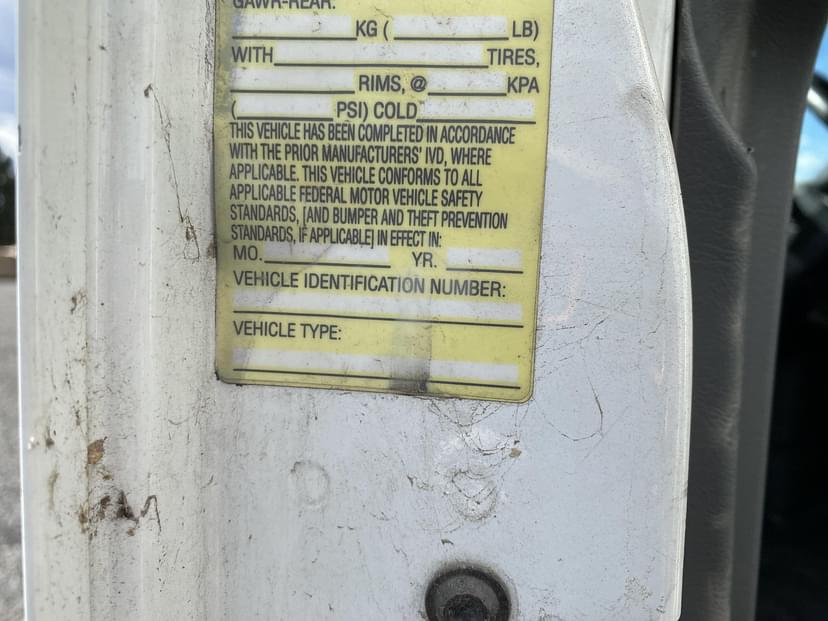 GAWR-REAR:
KG ( LB)
WITH TIRES,
RIMS, @ KPA
( PSI) COLD
THIS VEHICLE HAS BEEN COMPLETED IN ACCORDANCE
WITH THE PRIOR MANUFACTURERS' IVD, WHERE
APPLICABLE. THIS VEHICLE CONFORMS TO ALL
APPLICABLE FEDERAL MOTOR VEHICLE SAFETY
STANDARDS, [AND BUMPER AND THEFT PREVENTION
STANDARDS, IF APPLICABLE] IN EFFECT IN:
MO. YR.
VEHICLE IDENTIFICATION NUMBER:
VEHICLE TYPE: